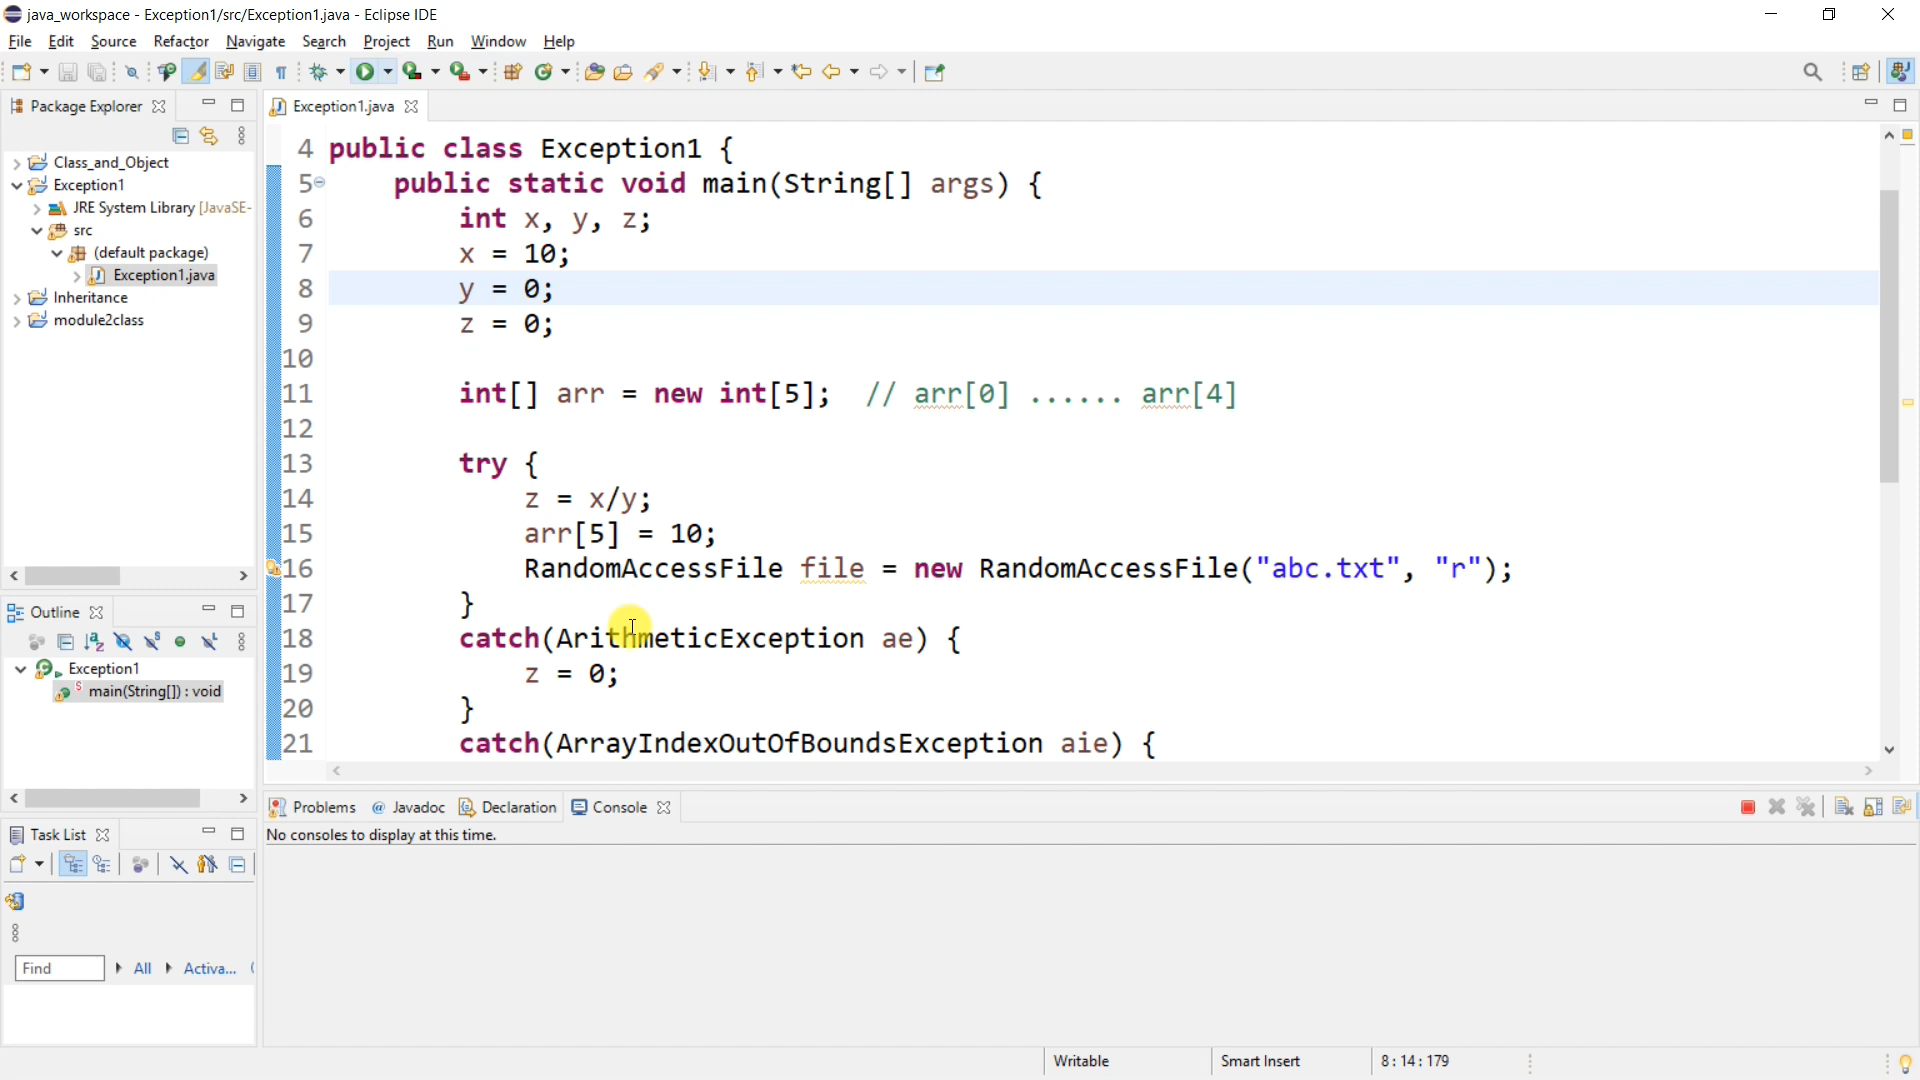 java_workspace - Exception1/src/Exception1.java - Eclipse IDE
File Edit Source Refactor Navigate Search Project Run Window Help
Package Explorer
Class_and_Object
Exception1
JRE System Library [JavaSE-
src
(default package)
Exception1.java
Inheritance
module2class
Outline
Exception1
main(String[]) : void
Task List
Find All Activa...
Exception1.java
4 public class Exception1 {
5 public static void main(String[] args) {
6 int x, y, z;
7 x = 10;
8 y = 0;
9 z = 0;
10
11 int[] arr = new int[5]; // arr[0] ...... arr[4]
12
13 try {
14 z = x/y;
15 arr[5] = 10;
16 RandomAccessFile file = new RandomAccessFile("abc.txt", "r");
17 }
18 catch(ArithmeticException ae) {
19 z = 0;
20 }
21 catch(ArrayIndexOutOfBoundsException aie) {
Problems @ Javadoc Declaration Console
No consoles to display at this time.
Writable Smart Insert 8 : 14 : 179